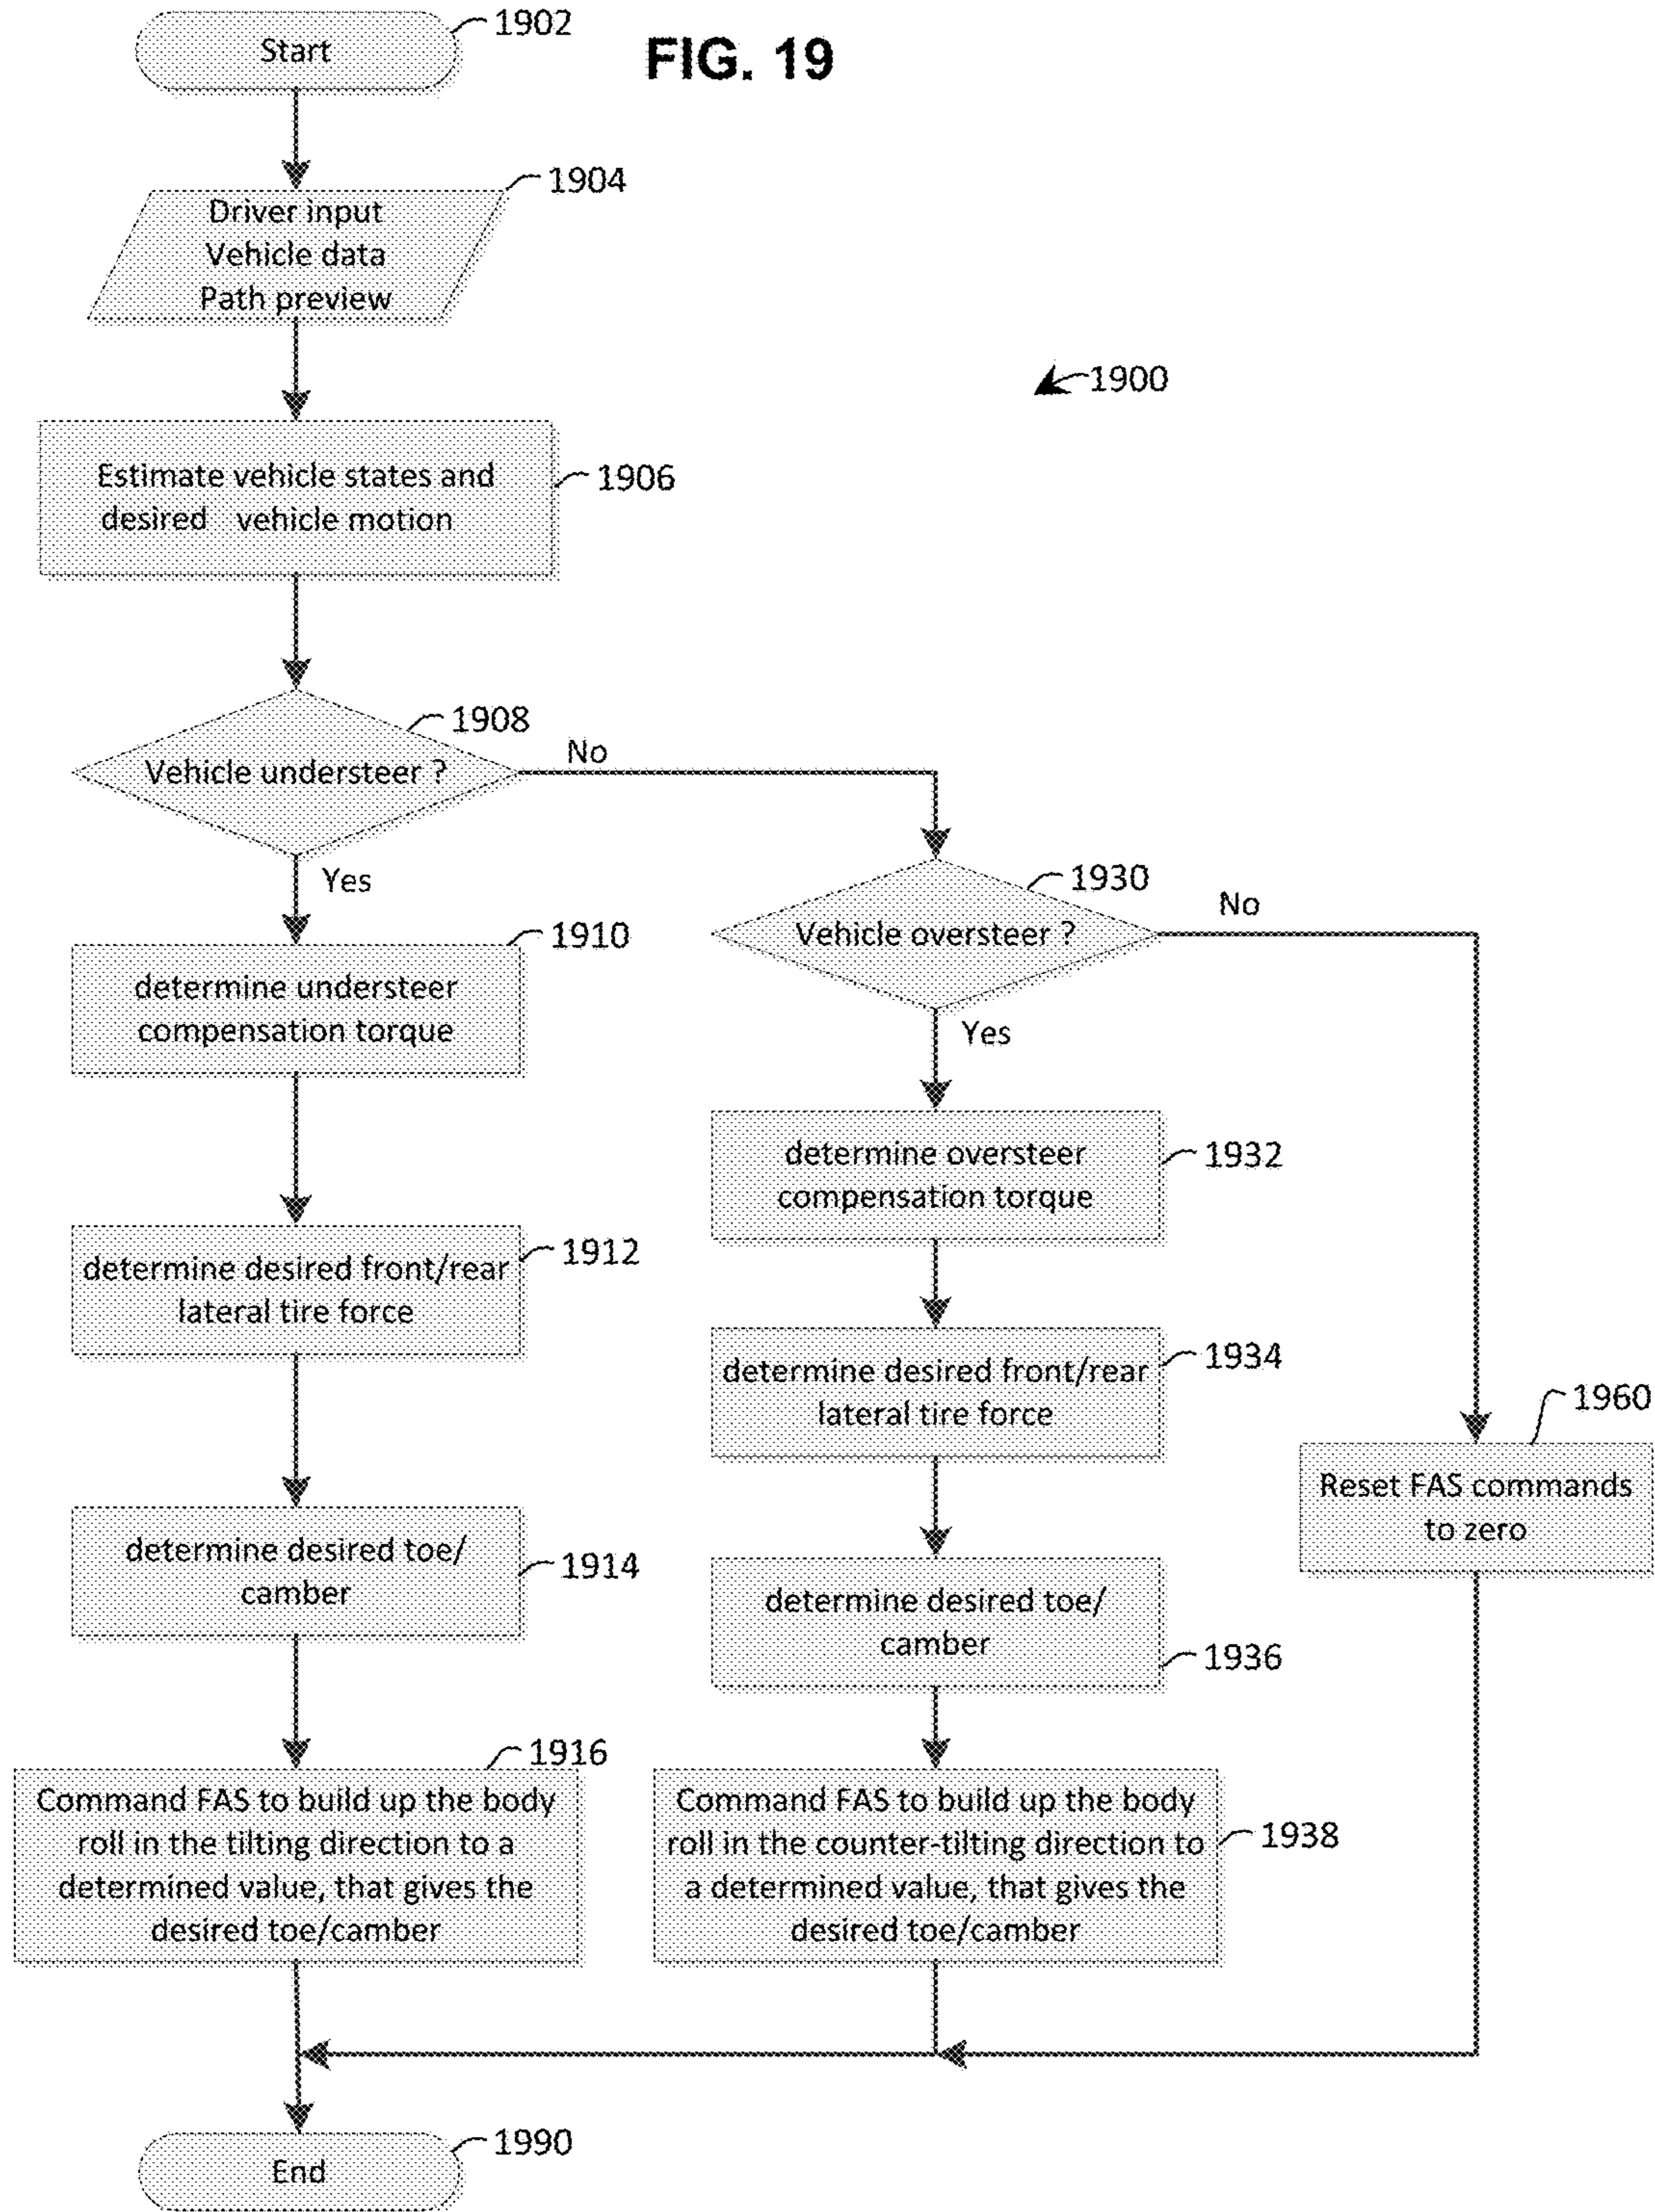 FIG. 19
1902
Start
1904
Driver input
Vehicle data
Path preview
1900
1906
Estimate vehicle states and
desired vehicle motion
1908
Vehicle understeer ?
No
Yes
1930
Vehicle oversteer ?
No
Yes
1910
determine understeer
compensation torque
1912
determine desired front/rear
lateral tire force
1914
determine desired toe/
camber
1916
Command FAS to build up the body
roll in the tilting direction to a
determined value, that gives the
desired toe/camber
1932
determine oversteer
compensation torque
1934
determine desired front/rear
lateral tire force
1936
determine desired toe/
camber
1938
Command FAS to build up the body
roll in the counter-tilting direction to
a determined value, that gives the
desired toe/camber
1960
Reset FAS commands
to zero
1990
End